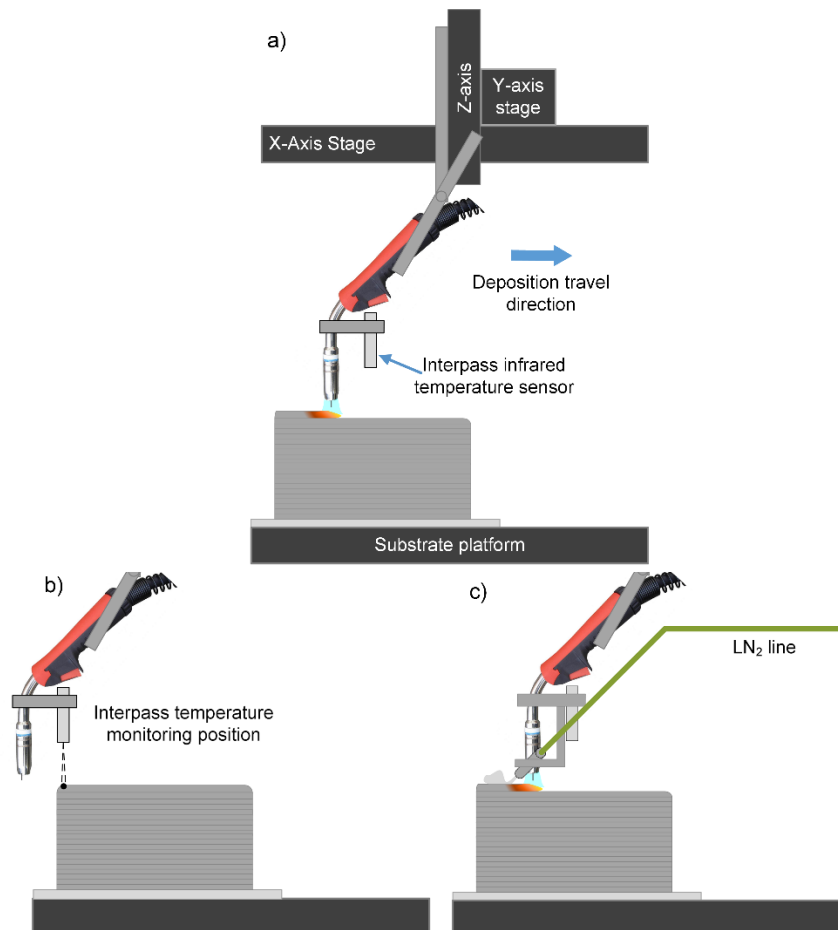 a)
Z-axis
Y-axis
stage
X-Axis Stage
Deposition travel
direction
Interpass infrared
temperature sensor
Substrate platform
b)
Interpass temperature
monitoring position
c)
LN₂ line